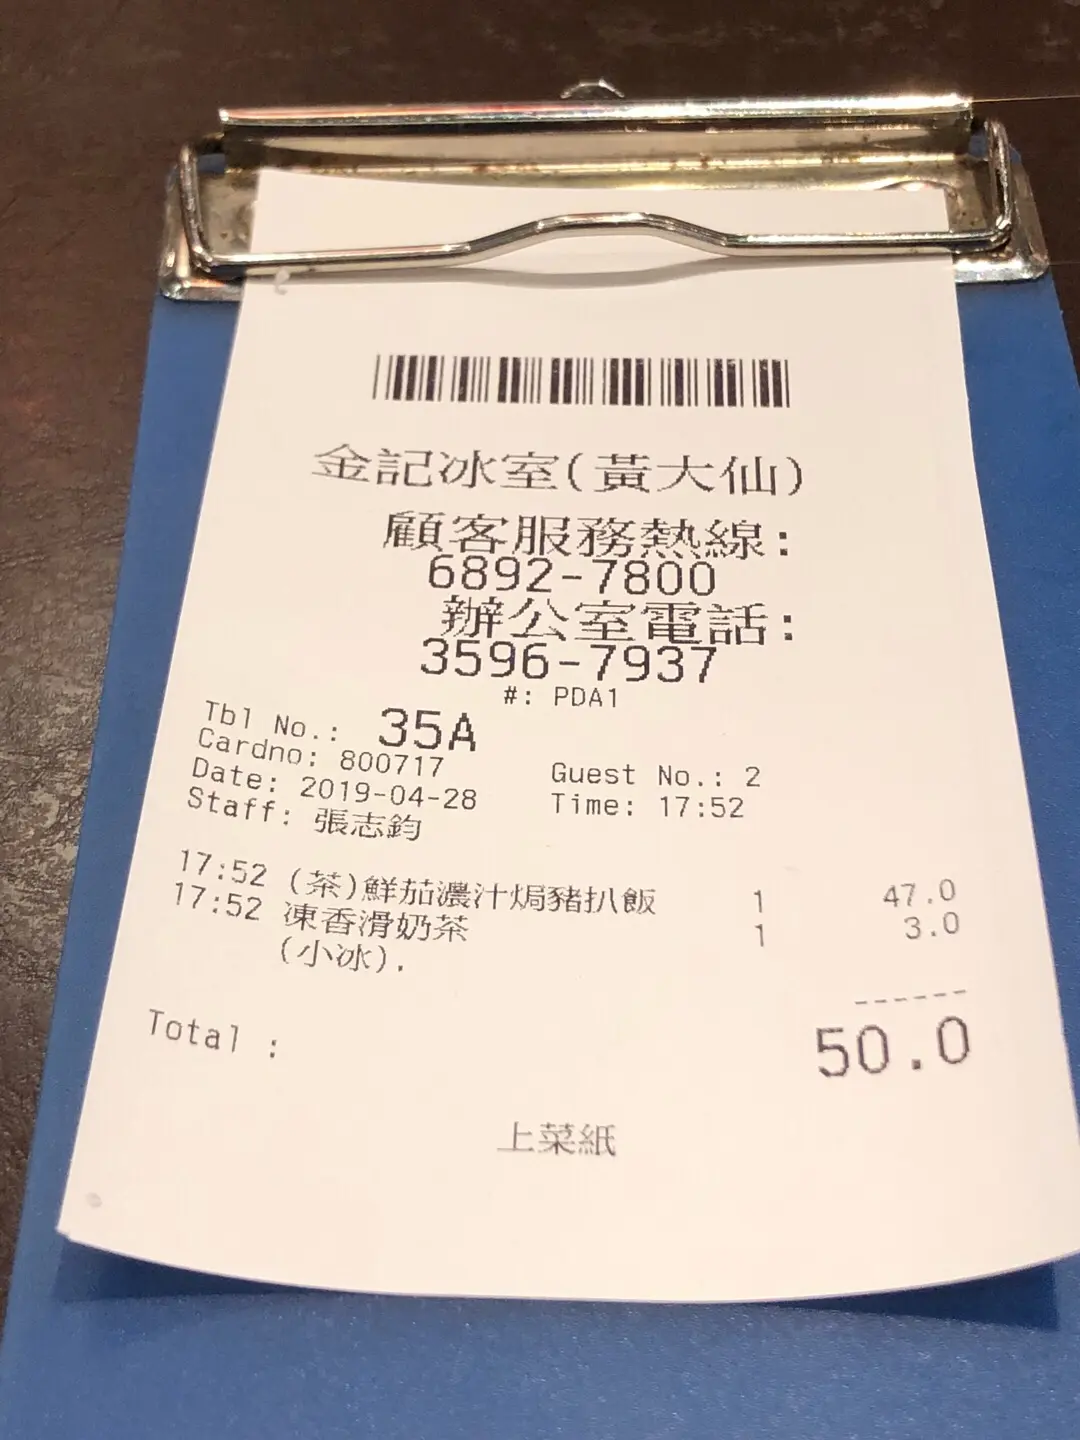 金記冰室(黃大仙)
顧客服務熱線:
6892-7800
辦公室電話:
3596-7937
#: PDA1
Tbl No.: 35A
Cardno: 800717 Guest No.: 2
Date: 2019-04-28 Time: 17:52
Staff: 張志鈞
17:52 (茶)鮮茄濃汁焗豬扒飯 1 47.0
17:52 凍香滑奶茶 1 3.0
(小冰).
------
Total : 50.0
上菜紙